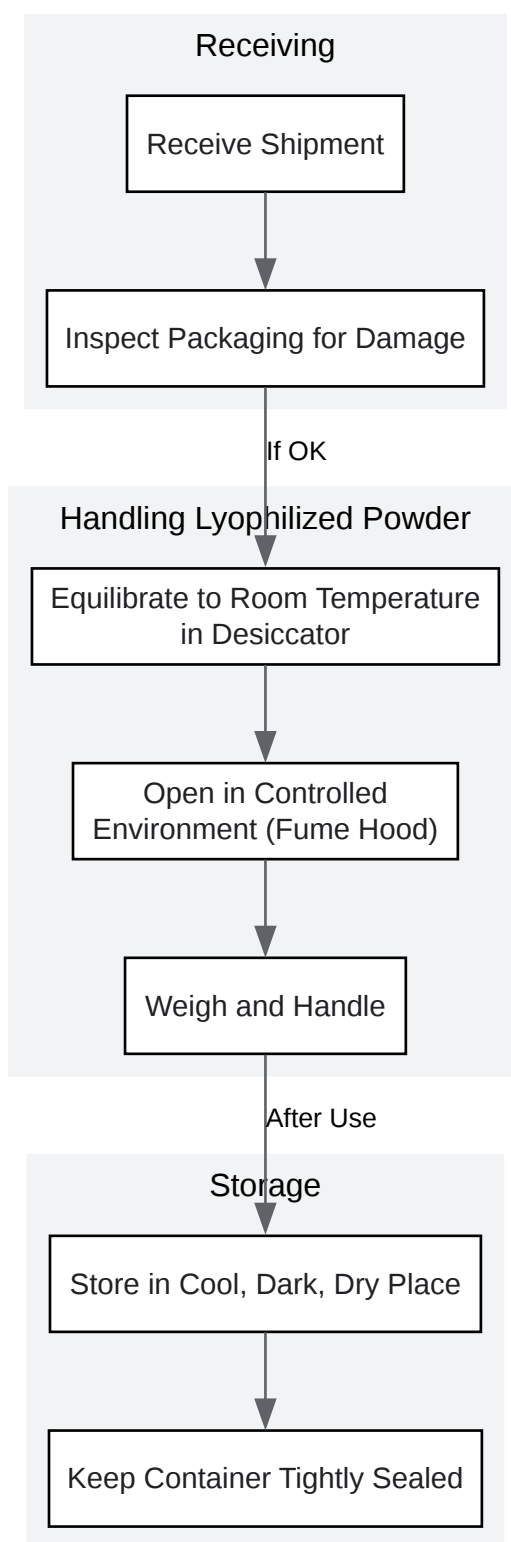 Receiving
Receive Shipment
Inspect Packaging for Damage
If OK
Handling Lyophilized Powder
Equilibrate to Room Temperature
in Desiccator
Open in Controlled
Environment (Fume Hood)
Weigh and Handle
After Use
Storage
Store in Cool, Dark, Dry Place
Keep Container Tightly Sealed